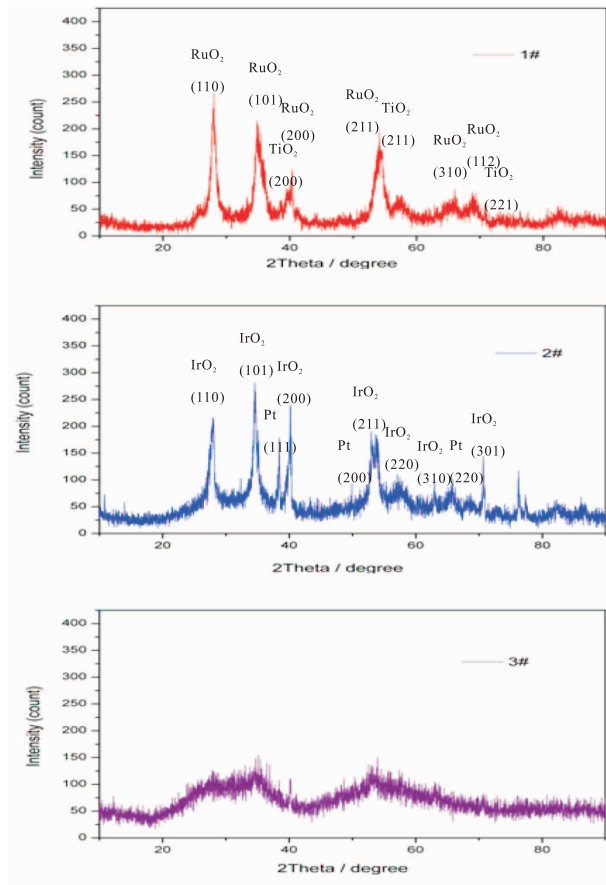 400
350
300
250
200
150
100
50
0
Intensity (count)
1#
RuO₂
(110)
RuO₂
(101)
TiO₂
(200)
RuO₂
(200)
RuO₂
(211)
TiO₂
(211)
RuO₂
(310)
RuO₂
(112)
TiO₂
(221)
20 40 60 80
2Theta / degree
400
350
300
250
200
150
100
50
0
Intensity (count)
2#
IrO₂
(110)
IrO₂
(101)
Pt
(111)
IrO₂
(200)
Pt
(200)
IrO₂
(211)
IrO₂
(220)
IrO₂
(310)
Pt
(220)
IrO₂
(301)
20 40 60 80
2Theta / degree
400
350
300
250
200
150
100
50
0
Intensity (count)
3#
20 40 60 80
2Theta / degree